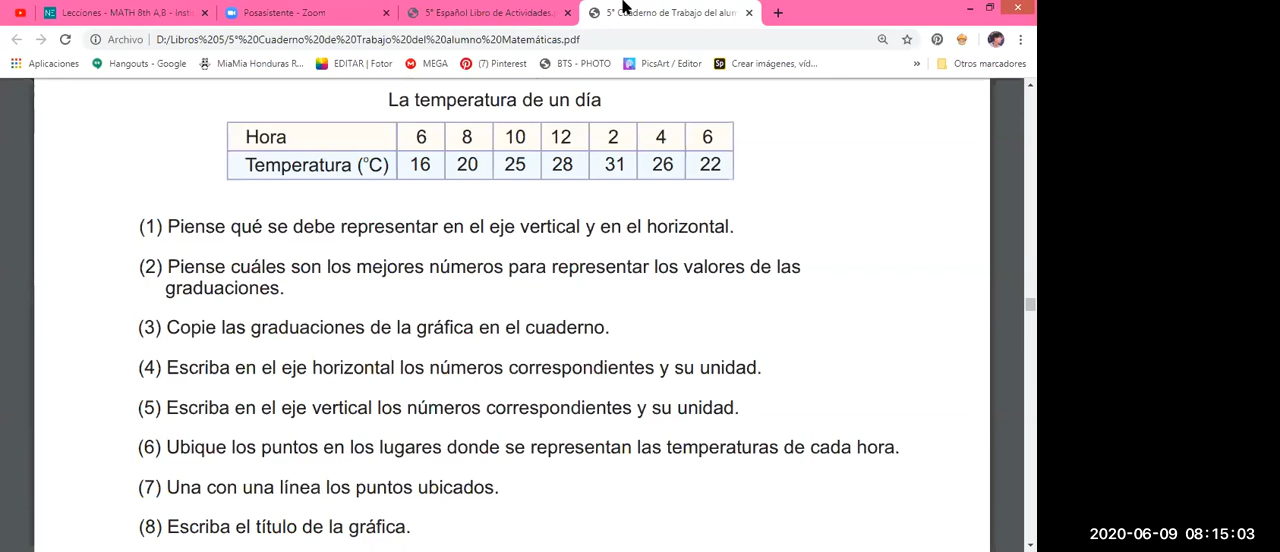 Lecciones - MATH 8th A,B - Inst
Posasistente - Zoom
5° Español Libro de Actividades.
5° Cuaderno de Trabajo del alum
Archivo
D:/Libros%205/5°%20Cuaderno%20de%20Trabajo%20del%20alumno%20Matemáticas.pdf
Aplicaciones
Hangouts - Google
MiaMia Honduras R...
EDITAR | Fotor
MEGA
(7) Pinterest
BTS - PHOTO
PicsArt / Editor
Crear imágenes, víd...
»
Otros marcadores
La temperatura de un día
Hora 6 8 10 12 2 4 6
Temperatura (°C) 16 20 25 28 31 26 22
(1) Piense qué se debe representar en el eje vertical y en el horizontal.
(2) Piense cuáles son los mejores números para representar los valores de las
graduaciones.
(3) Copie las graduaciones de la gráfica en el cuaderno.
(4) Escriba en el eje horizontal los números correspondientes y su unidad.
(5) Escriba en el eje vertical los números correspondientes y su unidad.
(6) Ubique los puntos en los lugares donde se representan las temperaturas de cada hora.
(7) Una con una línea los puntos ubicados.
(8) Escriba el título de la gráfica.
2020-06-09 08:15:03